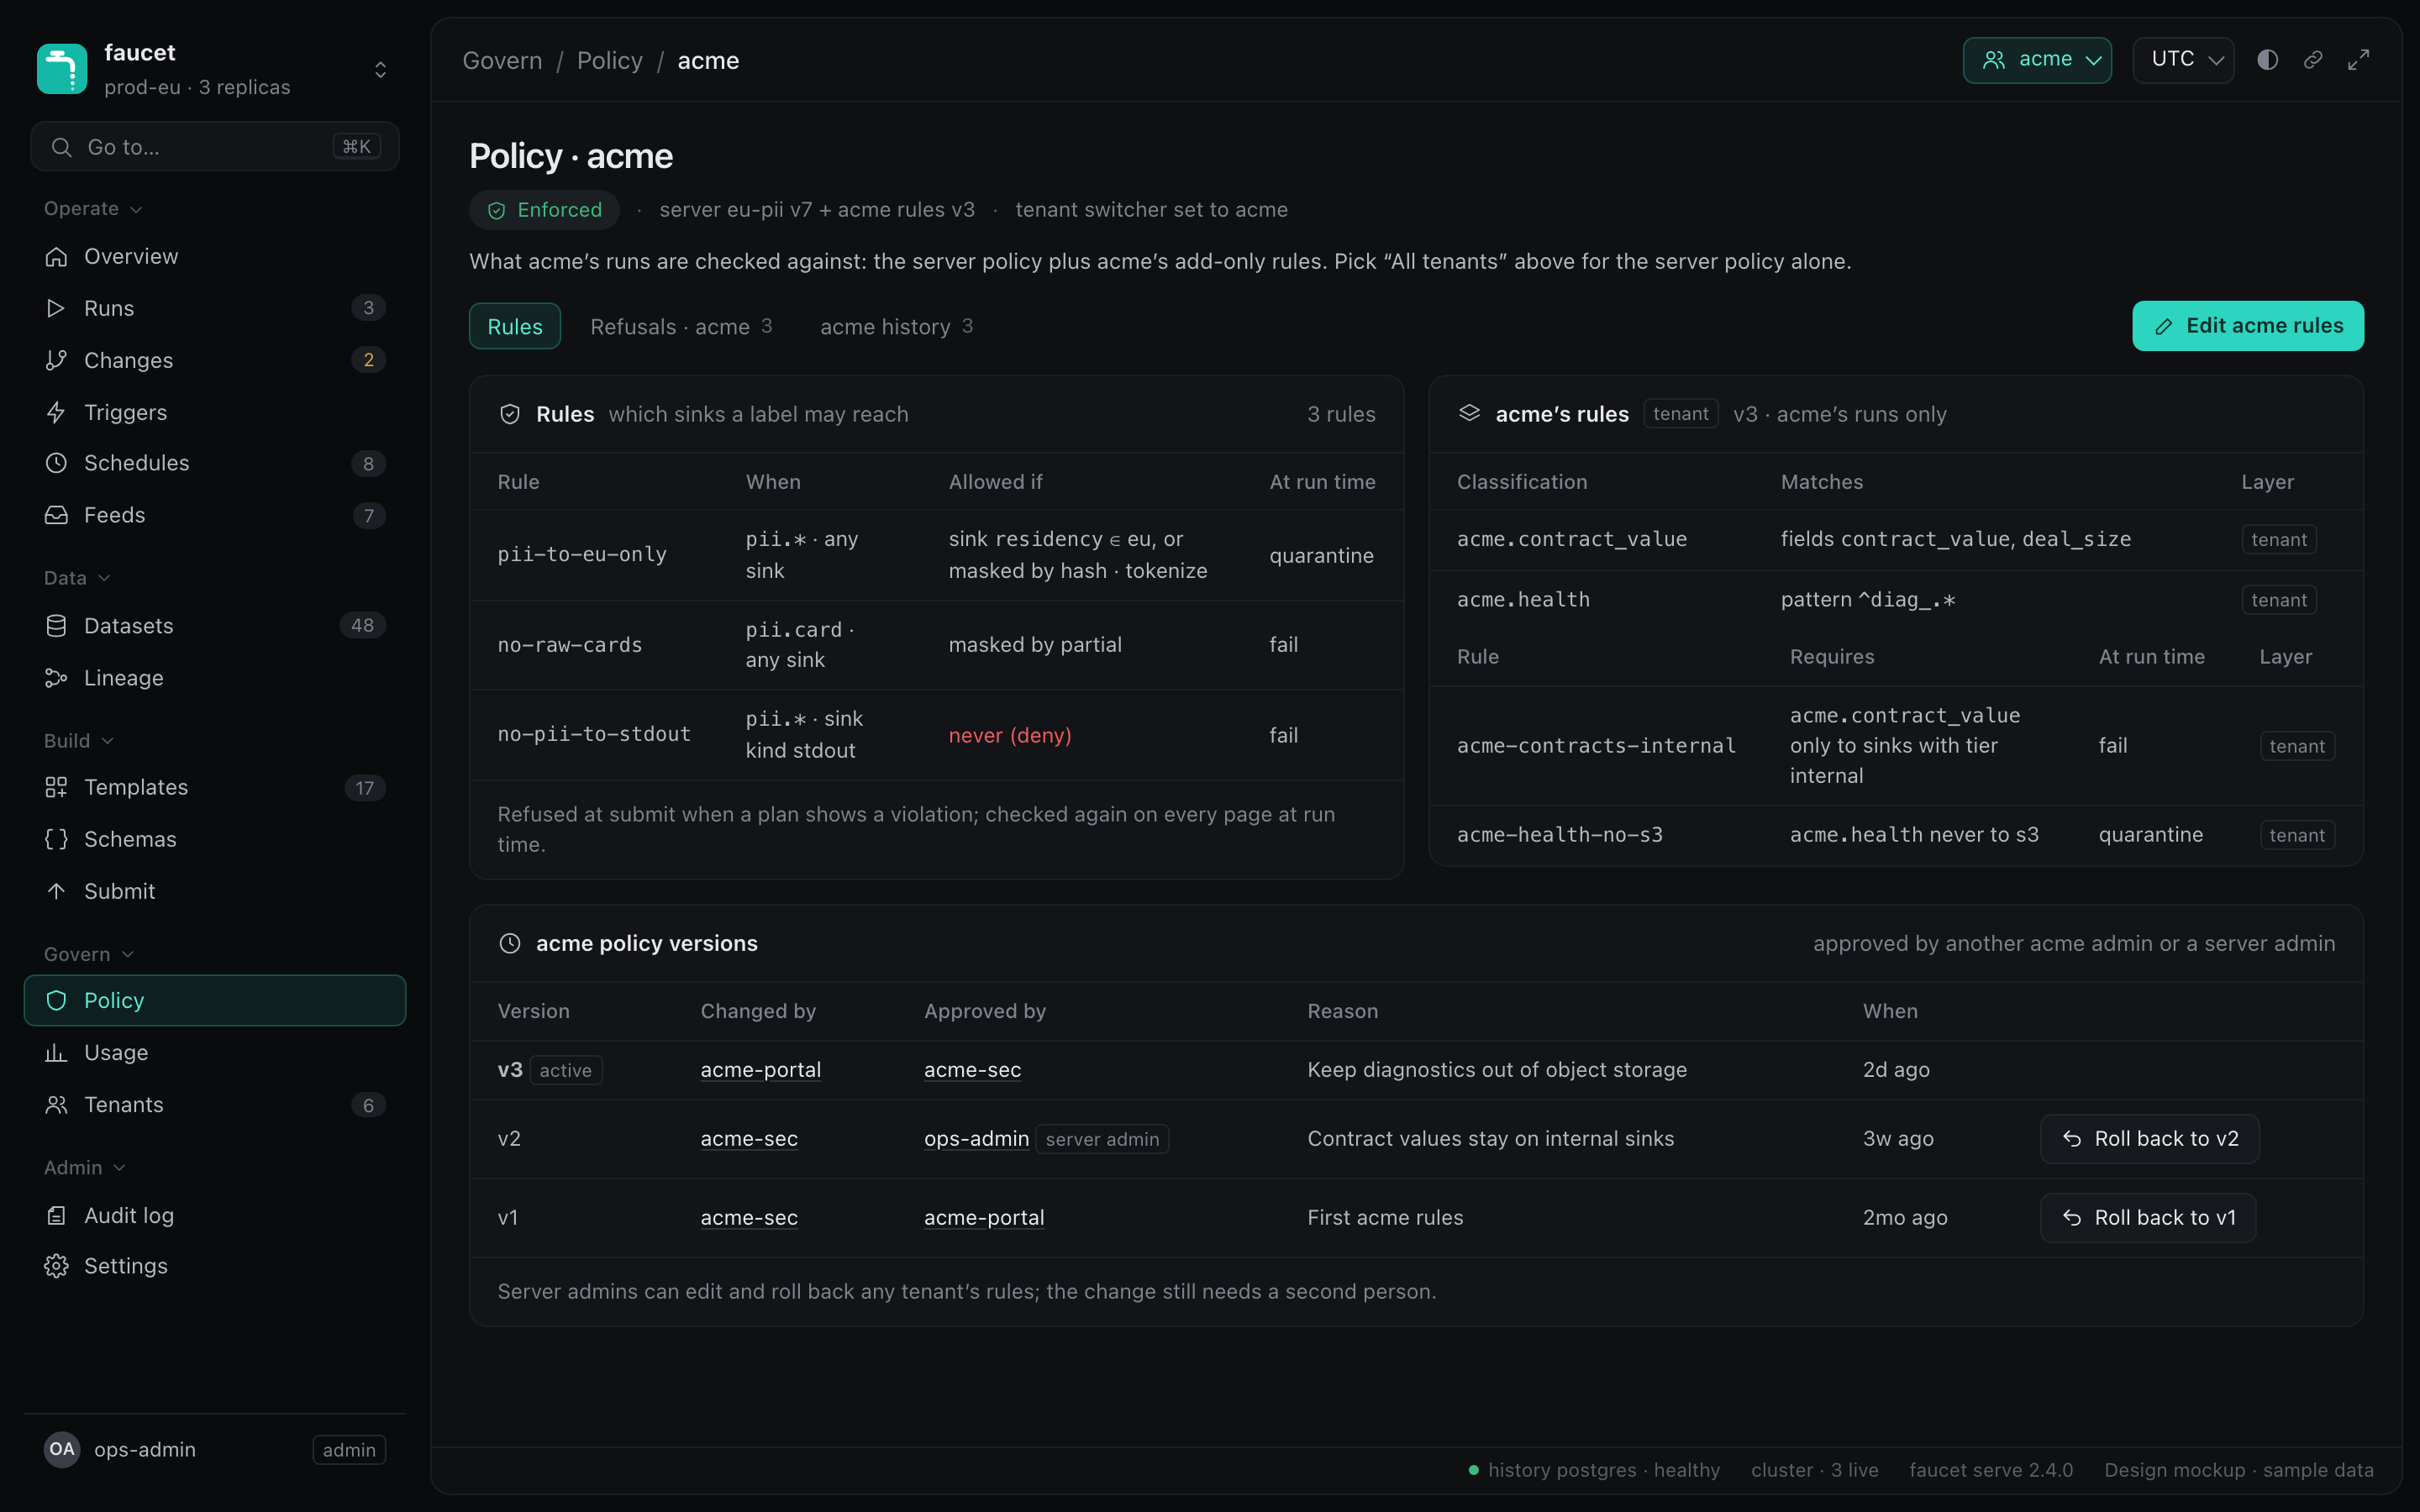 faucet
prod-eu · 3 replicas
Go to...
⌘K
Operate
Overview
Runs 3
Changes 2
Triggers
Schedules 8
Feeds 7
Data
Datasets 48
Lineage
Build
Templates 17
Schemas
Submit
Govern
Policy
Usage
Tenants 6
Admin
Audit log
Settings
OA ops-admin admin
Govern / Policy / acme
acme
UTC
Policy · acme
Enforced · server eu-pii v7 + acme rules v3 · tenant switcher set to acme
What acme’s runs are checked against: the server policy plus acme’s add-only rules. Pick “All tenants” above for the server policy alone.
Rules
Refusals · acme 3
acme history 3
Edit acme rules
Rules which sinks a label may reach 3 rules
Rule When Allowed if At run time
pii-to-eu-only
pii.* · any
sink
sink residency ∈ eu, or
masked by hash · tokenize
quarantine
no-raw-cards
pii.card ·
any sink
masked by partial
fail
no-pii-to-stdout
pii.* · sink
kind stdout
never (deny)
fail
Refused at submit when a plan shows a violation; checked again on every page at run
time.
acme’s rules tenant v3 · acme’s runs only
Classification Matches Layer
acme.contract_value fields contract_value, deal_size tenant
acme.health pattern ^diag_.* tenant
Rule Requires At run time Layer
acme-contracts-internal
acme.contract_value
only to sinks with tier
internal
fail
tenant
acme-health-no-s3 acme.health never to s3 quarantine tenant
acme policy versions approved by another acme admin or a server admin
Version Changed by Approved by Reason When
v3 active acme-portal acme-sec Keep diagnostics out of object storage 2d ago
v2 acme-sec ops-admin server admin Contract values stay on internal sinks 3w ago Roll back to v2
v1 acme-sec acme-portal First acme rules 2mo ago Roll back to v1
Server admins can edit and roll back any tenant’s rules; the change still needs a second person.
history postgres · healthy cluster · 3 live faucet serve 2.4.0 Design mockup · sample data